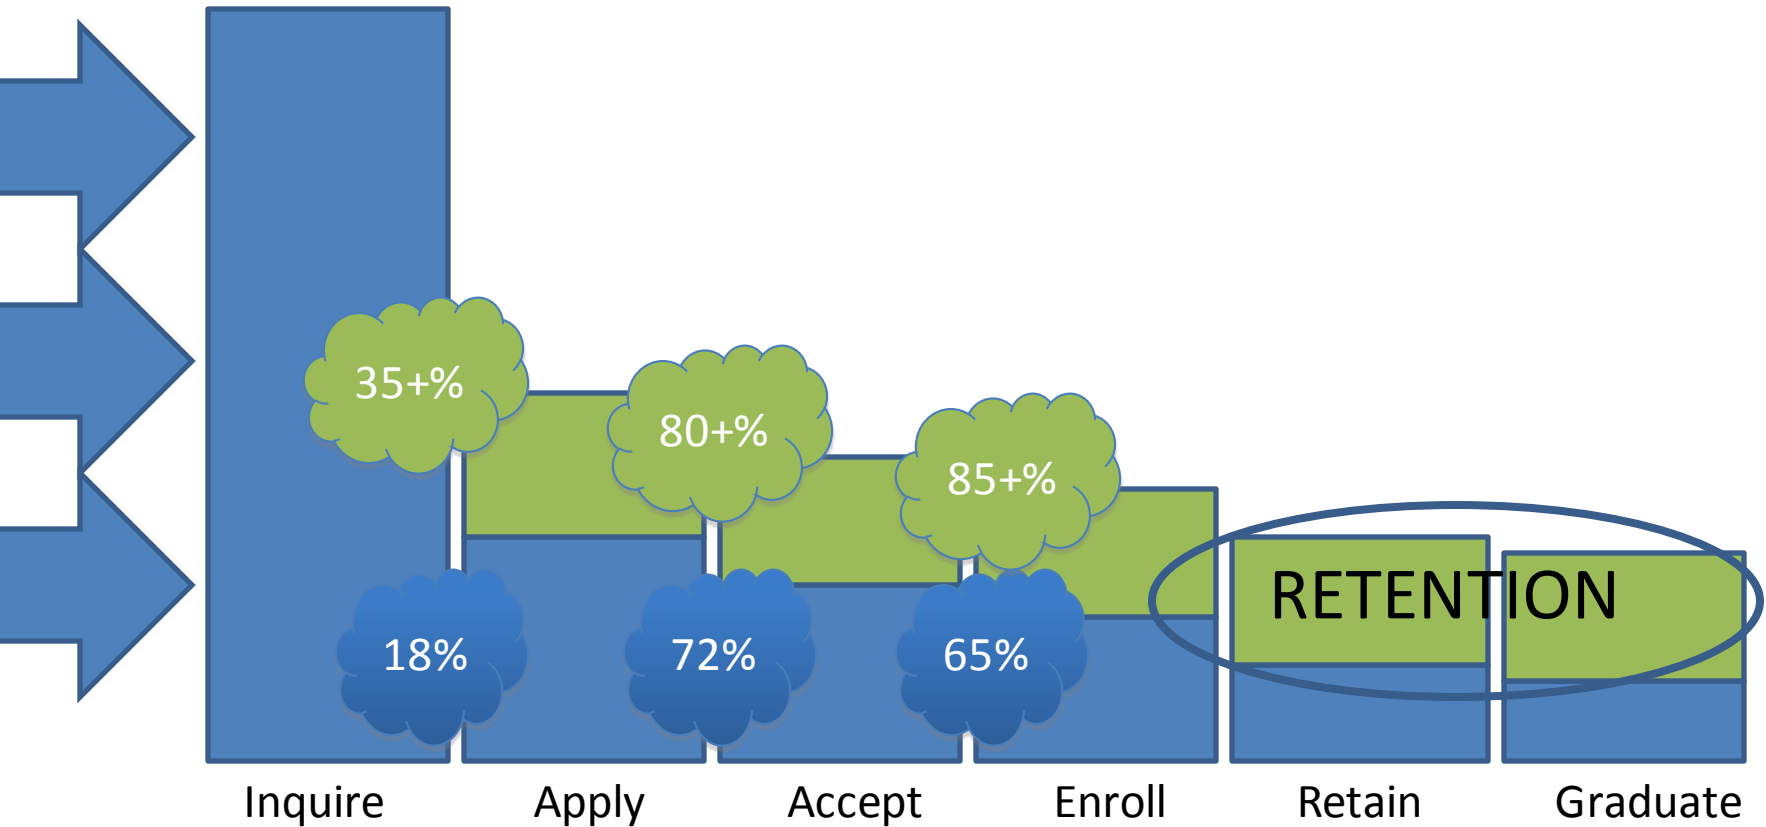 35+%
80+%
85+%
RETENTION
18%
72%
65%
Inquire
Apply
Accept
Enroll
Retain
Graduate